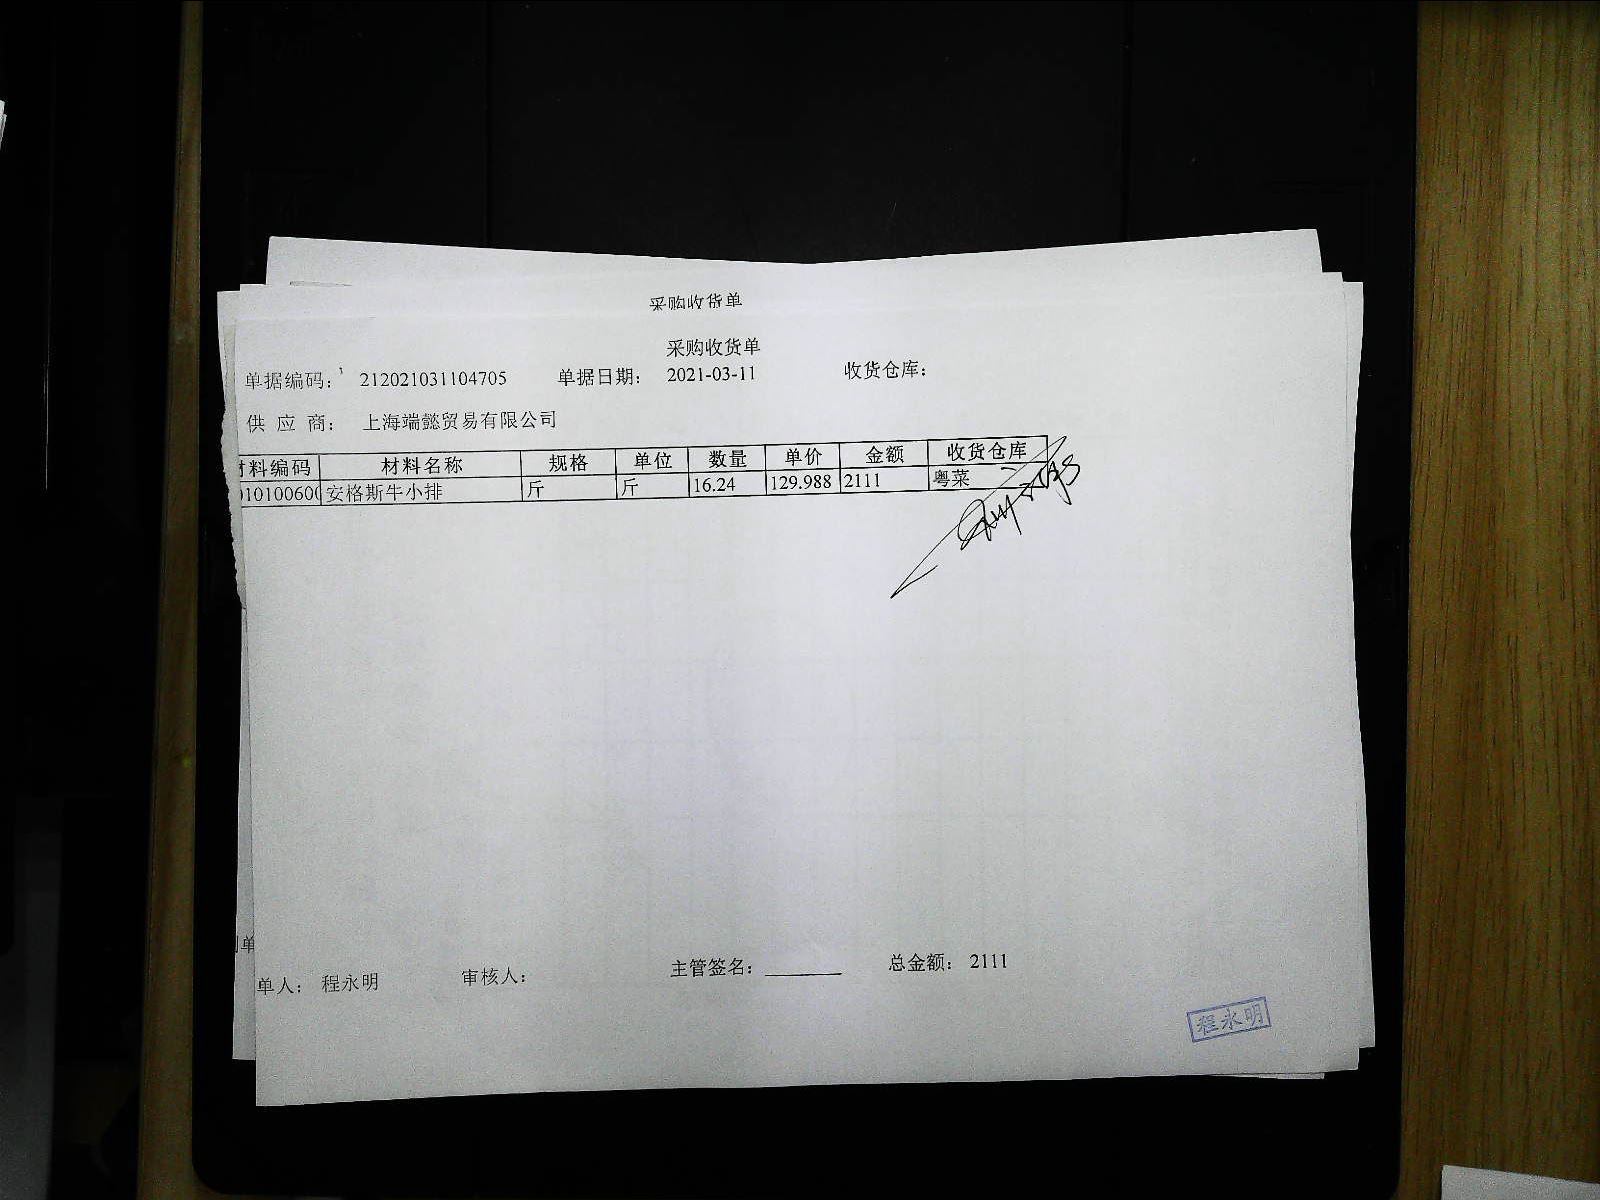 采购收货单
采购收货单
单据编码： 212021031104705 单据日期： 2021-03-11 收货仓库：
供应商： 上海端懿贸易有限公司
材料编码 材料名称 规格 单位 数量 单价 金额 收货仓库
01010060 安格斯牛小排 斤 斤 16.24 129.988 2111 粤菜
单
单人： 程永明 审核人： 主管签名： 总金额： 2111
程永明